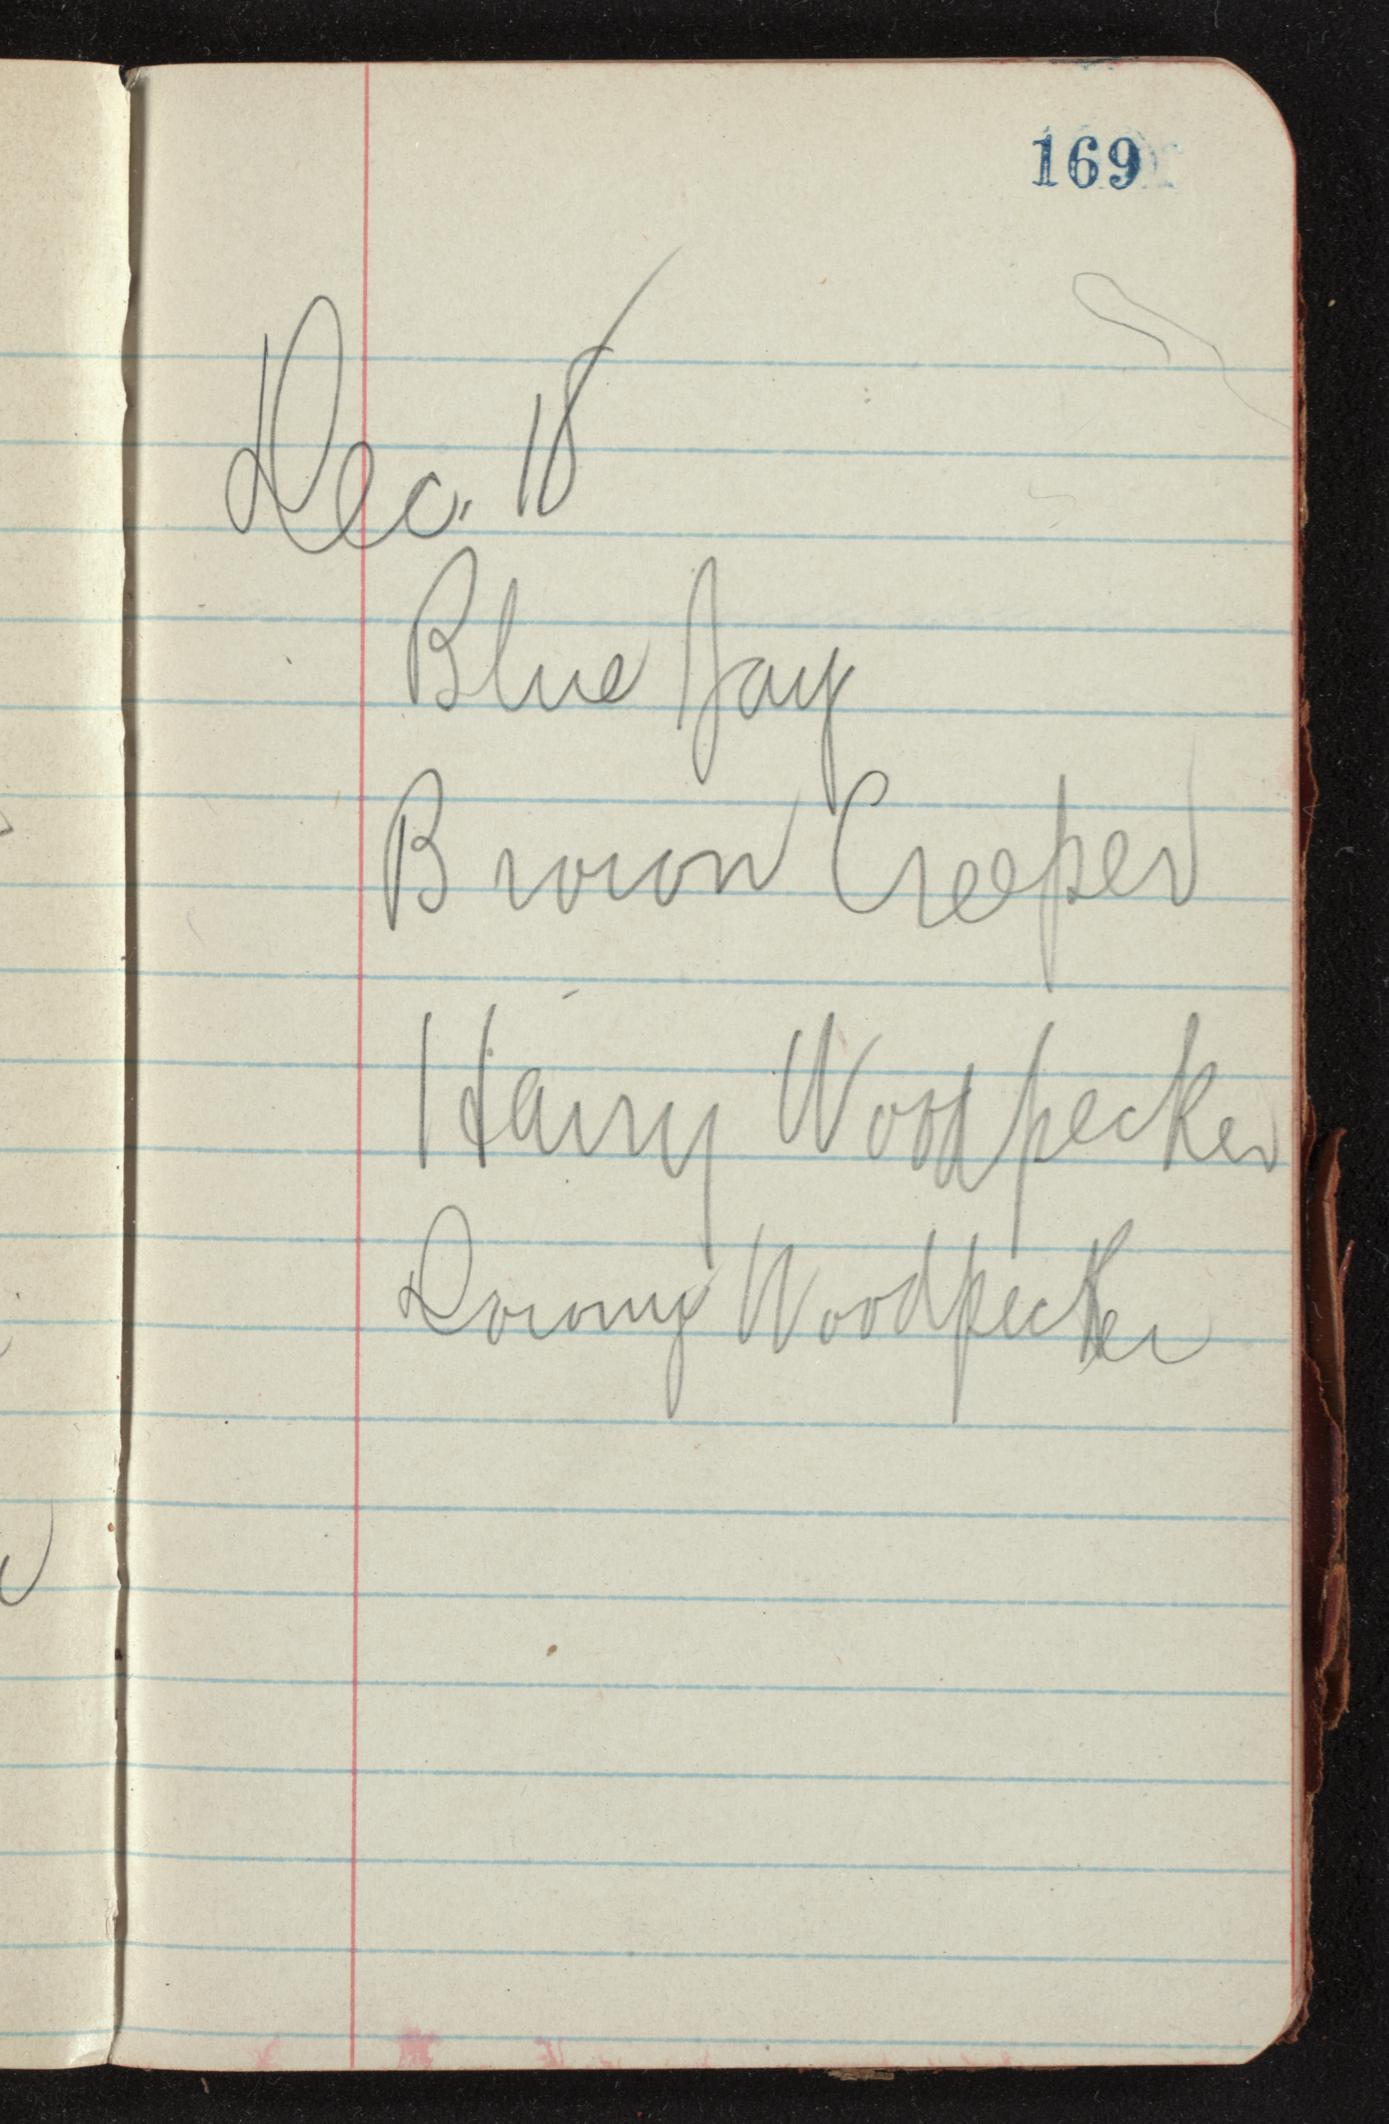 169
Dec. 18
Blue Jay
Brown Creeper
Hairy Woodpecker
Downy Woodpecker